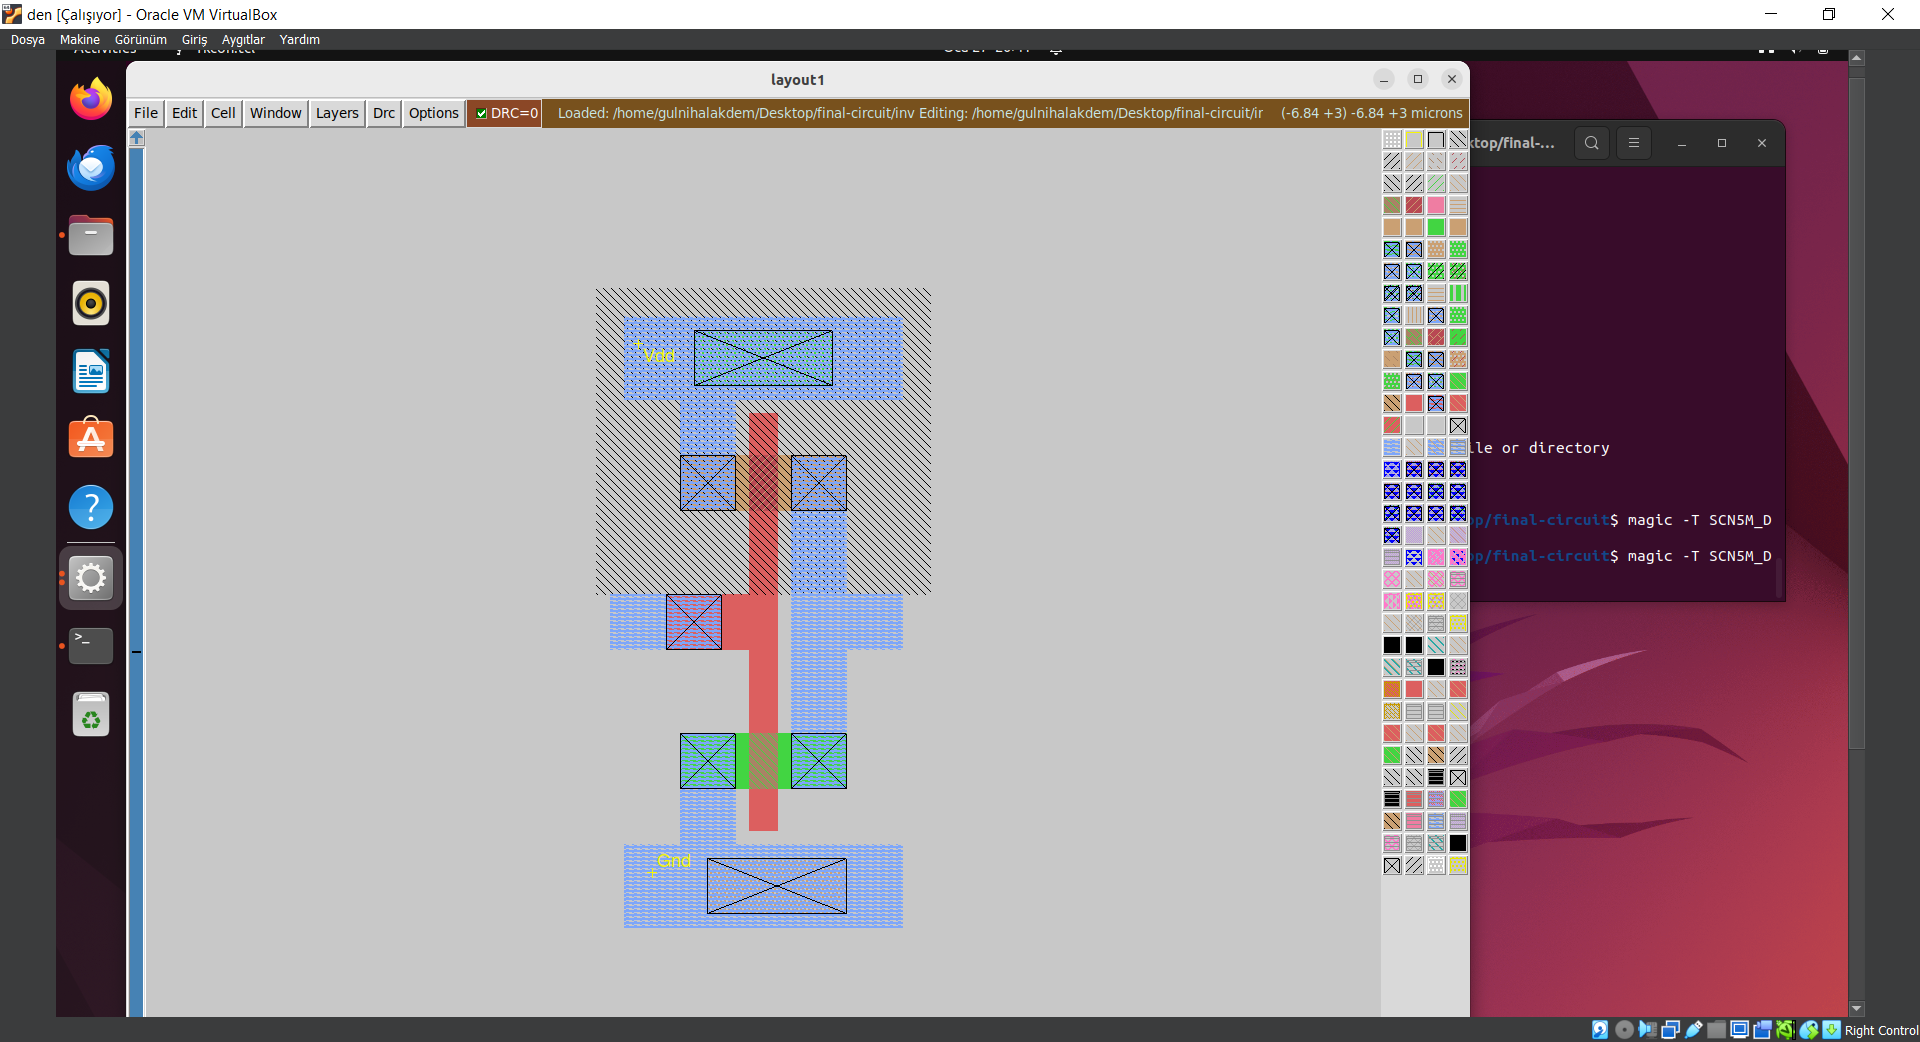 den [Çalışıyor] - Oracle VM VirtualBox
Dosya Makine Görünüm Giriş Aygıtlar Yardım
layout1
File Edit Cell Window Layers Drc Options DRC=0 Loaded: /home/gulnihalakdem/Desktop/final-circuit/inv Editing: /home/gulnihalakdem/Desktop/final-circuit/ir (-6.84 +3) -6.84 +3 microns
ktop/final-...
Vdd
ile or directory
op/final-circuit$ magic -T SCN5M_D
op/final-circuit$ magic -T SCN5M_D
Gnd
Right Control